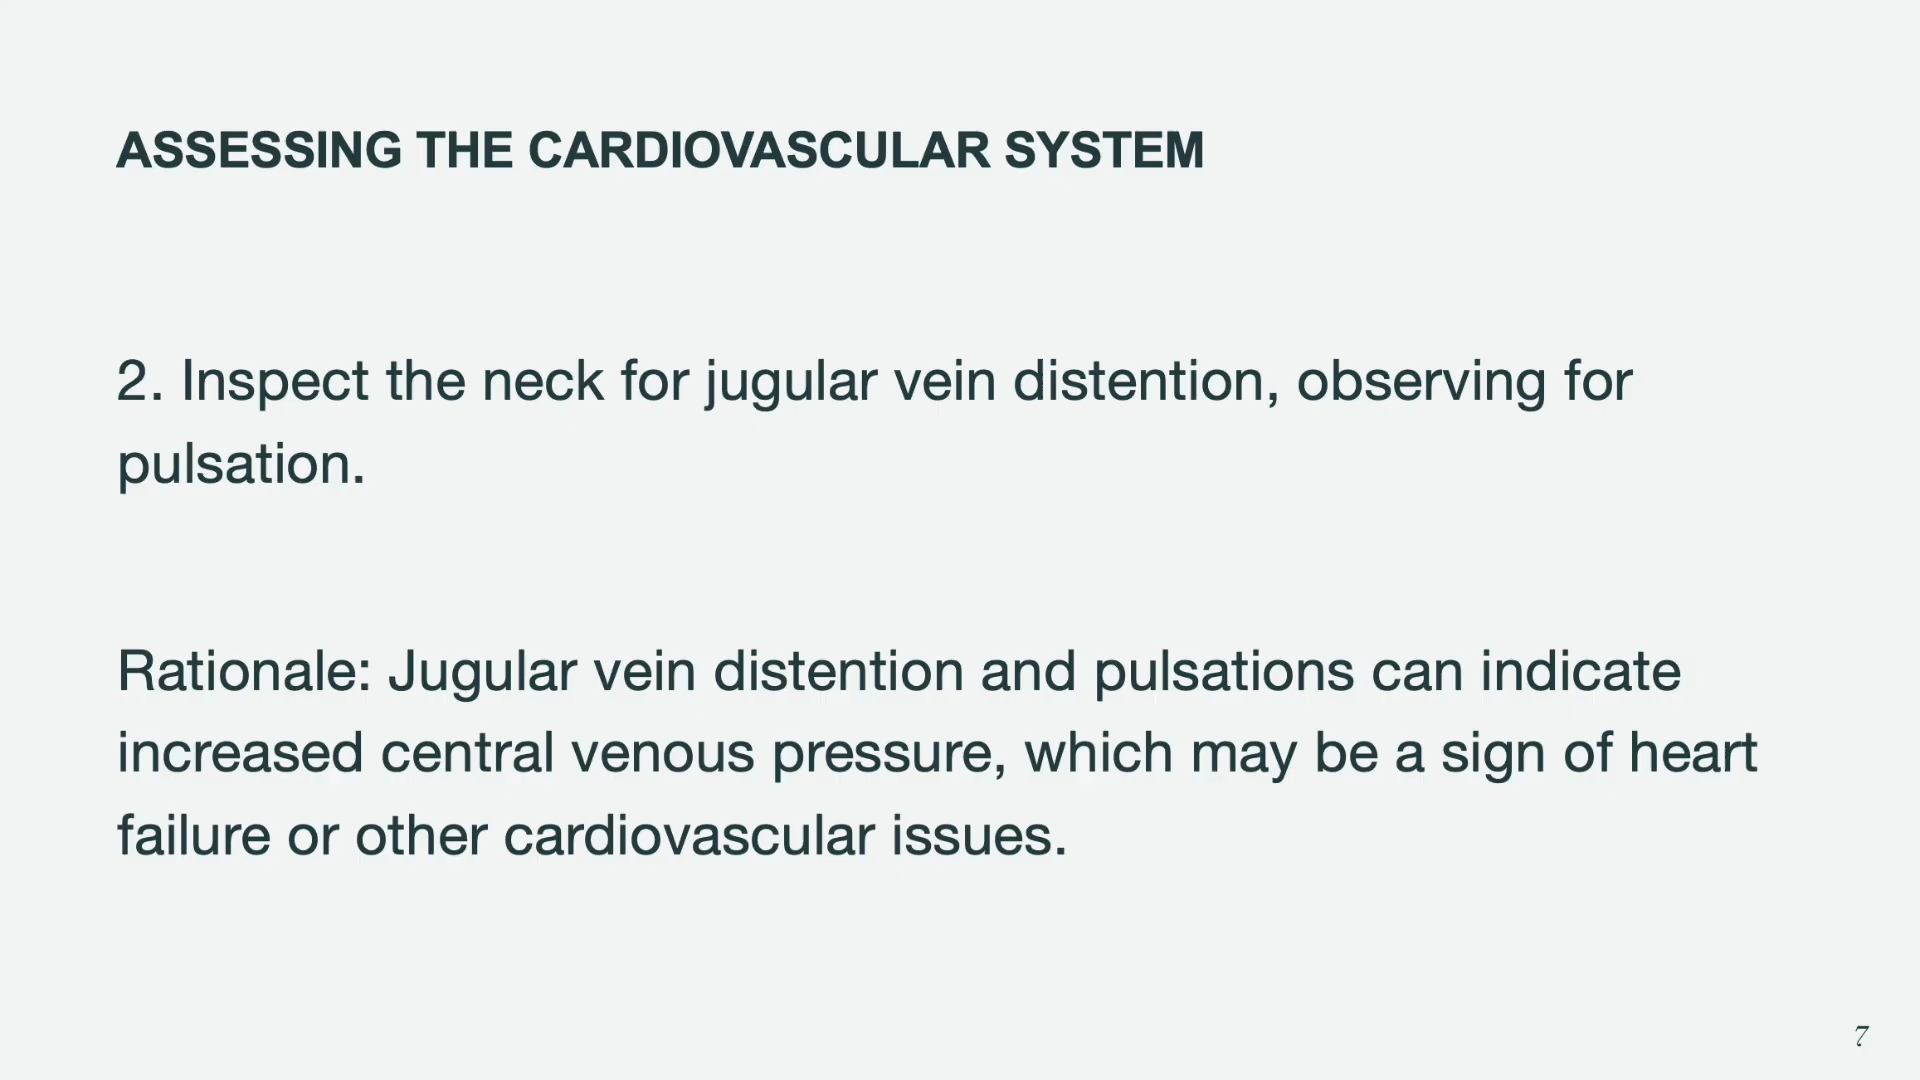 ASSESSING THE CARDIOVASCULAR SYSTEM
2. Inspect the neck for jugular vein distention, observing for
pulsation.
Rationale: Jugular vein distention and pulsations can indicate
increased central venous pressure, which may be a sign of heart
failure or other cardiovascular issues.
7